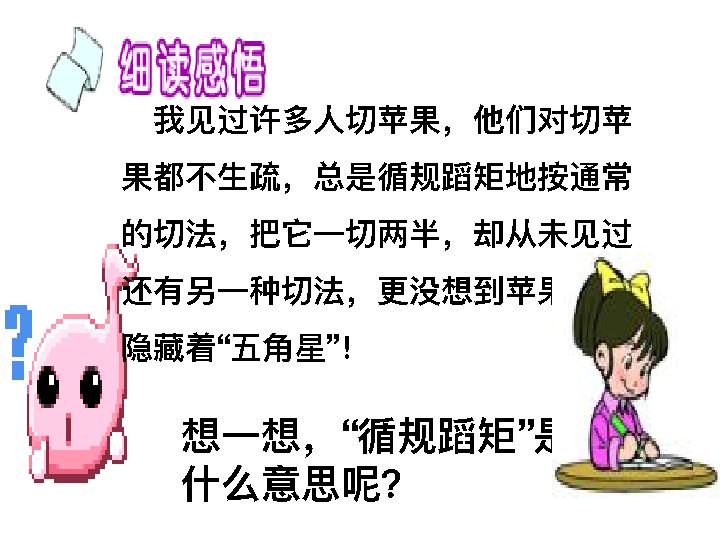 细读感悟
我见过许多人切苹果，他们对切苹
果都不生疏，总是循规蹈矩地按通常
的切法，把它一切两半，却从未见过
还有另一种切法，更没想到苹果
隐藏着“五角星”！
想一想，“循规蹈矩”是
什么意思呢？
?